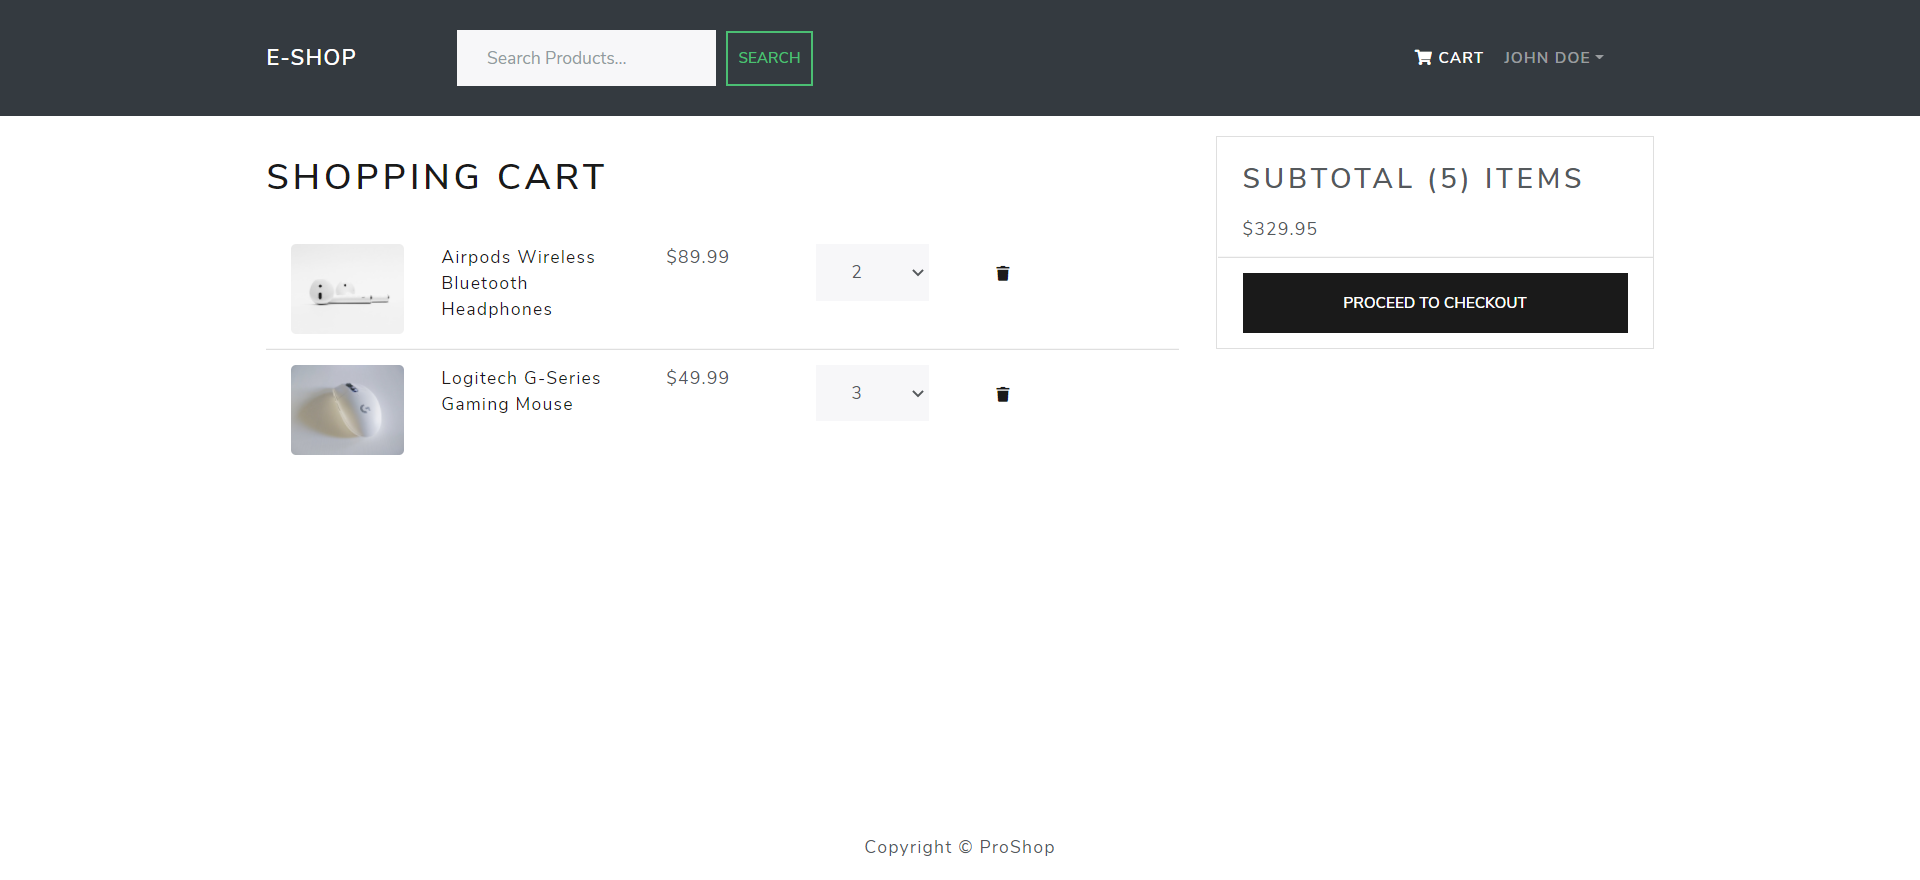 E-SHOP
Search Products...
SEARCH
CART
JOHN DOE
SHOPPING CART
Airpods Wireless
Bluetooth
Headphones
$89.99
2
Logitech G-Series
Gaming Mouse
$49.99
3
SUBTOTAL (5) ITEMS
$329.95
PROCEED TO CHECKOUT
Copyright © ProShop